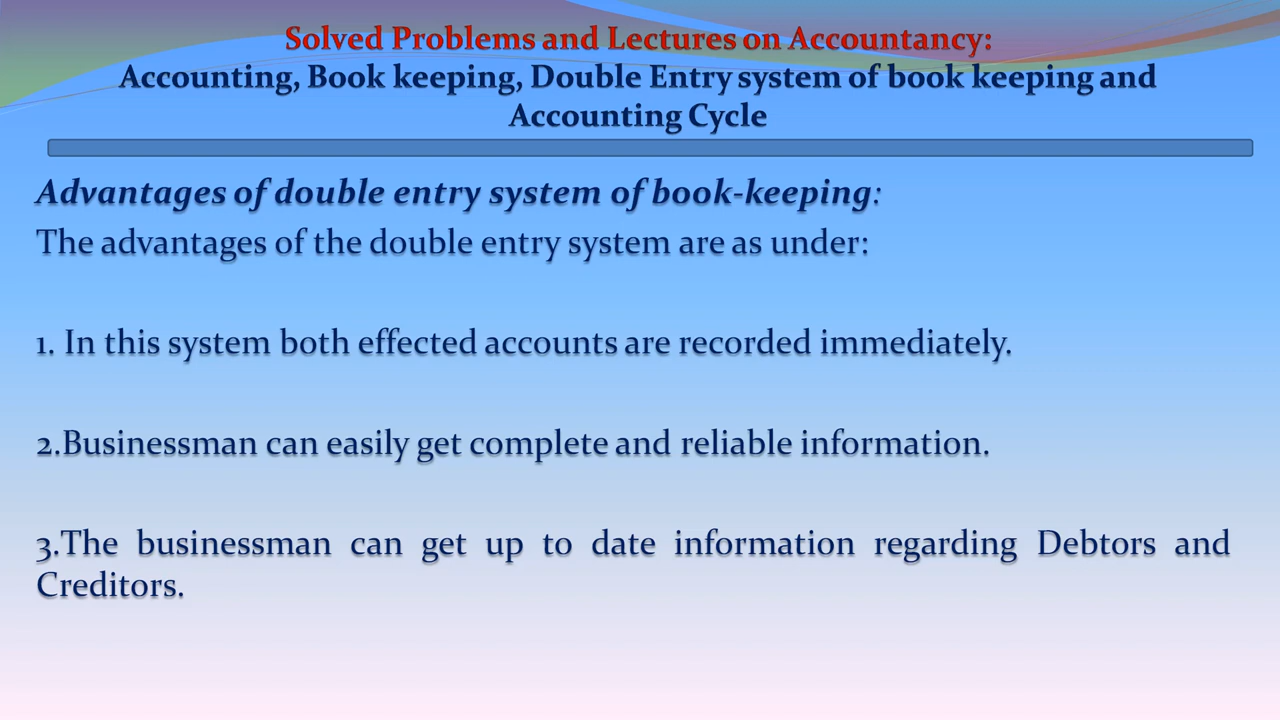 Solved Problems and Lectures on Accountancy:
Accounting, Book keeping, Double Entry system of book keeping and
Accounting Cycle
Advantages of double entry system of book-keeping:
The advantages of the double entry system are as under:
1. In this system both effected accounts are recorded immediately.
2.Businessman can easily get complete and reliable information.
3.The businessman can get up to date information regarding Debtors and
Creditors.